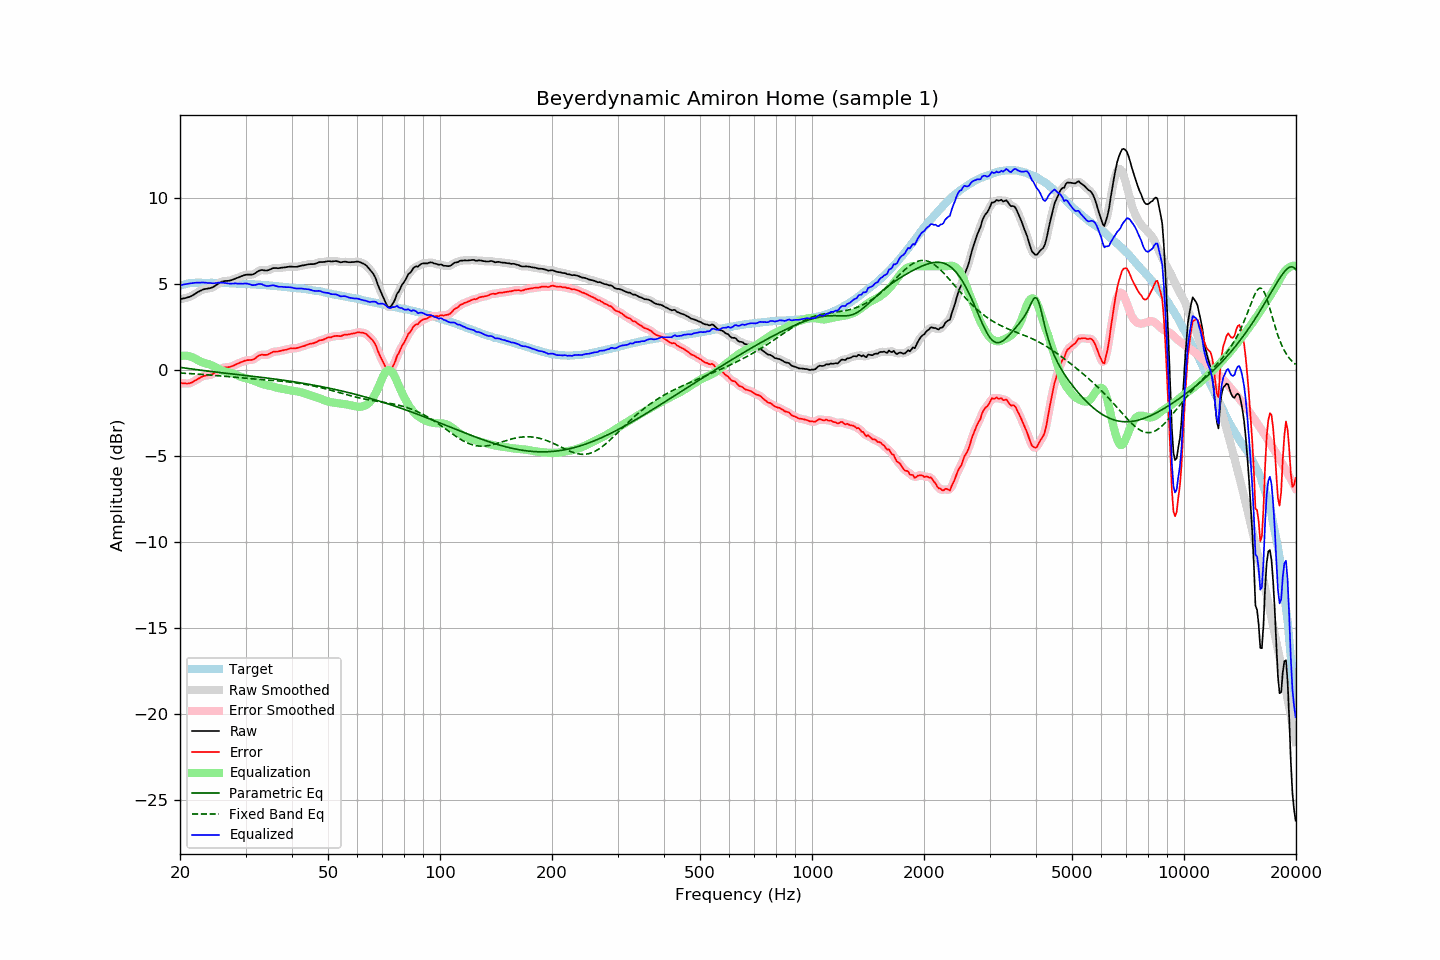 Beyerdynamic Amiron Home (sample 1)
Amplitude (dBr)
10
5
0
−5
−10
−15
−20
−25
Target
Raw Smoothed
Error Smoothed
Raw
Error
Equalization
Parametric Eq
Fixed Band Eq
Equalized
20 50 100 200 500 1000 2000 5000 10000 20000
Frequency (Hz)